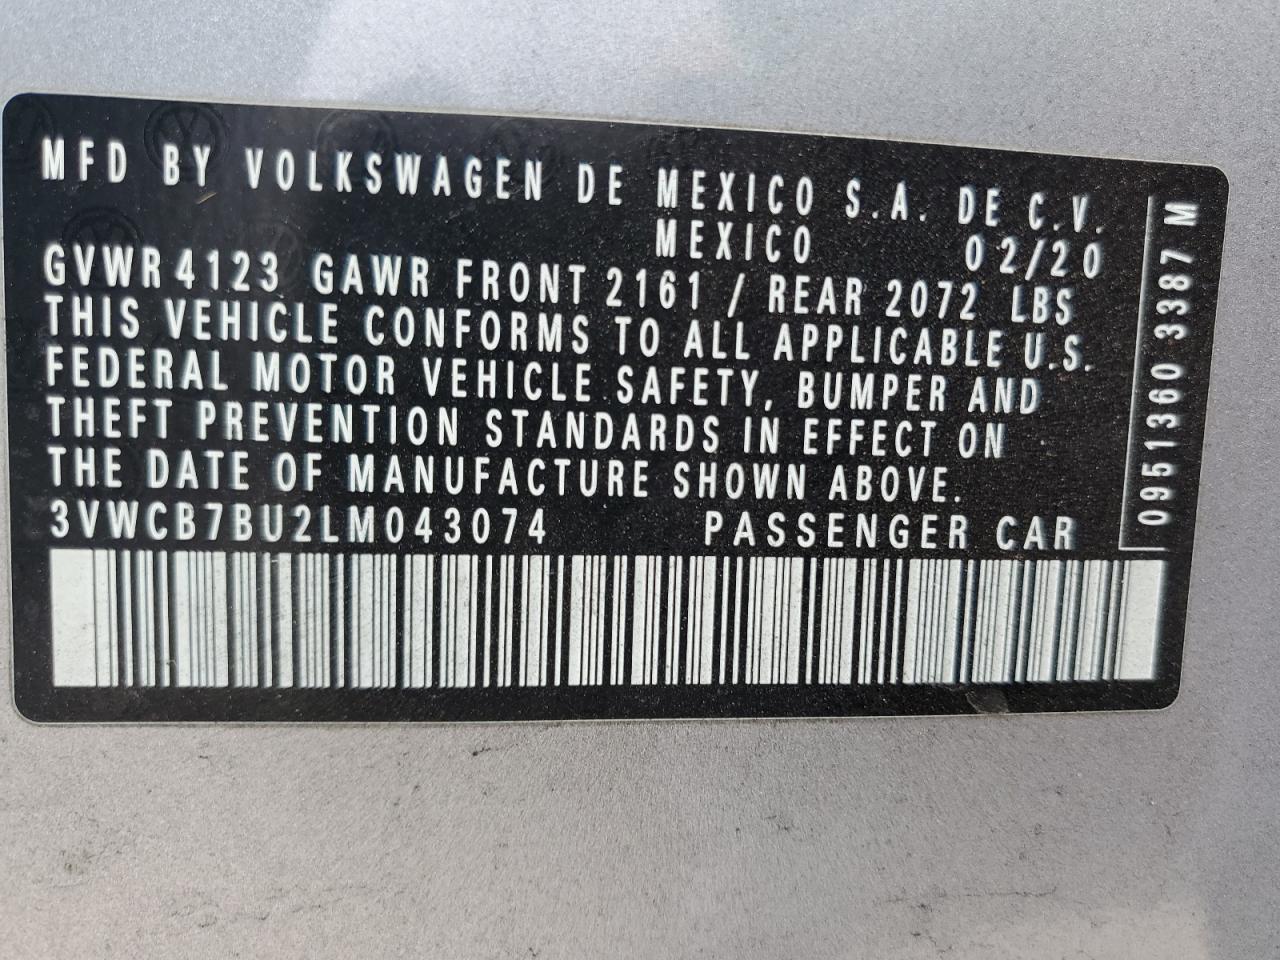 MFD BY VOLKSWAGEN DE MEXICO S.A. DE C.V.
MEXICO 02/20
GVWR 4123 GAWR FRONT 2161 / REAR 2072 LBS
THIS VEHICLE CONFORMS TO ALL APPLICABLE U.S.
FEDERAL MOTOR VEHICLE SAFETY, BUMPER AND
THEFT PREVENTION STANDARDS IN EFFECT ON
THE DATE OF MANUFACTURE SHOWN ABOVE.
3VWCB7BU2LM043074 PASSENGER CAR
0951360 3387 M